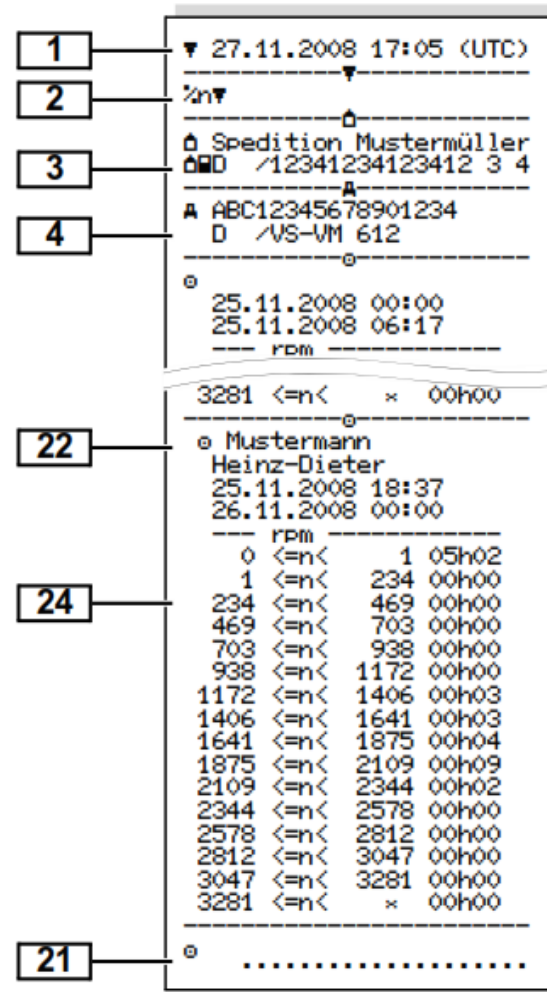 1
▼ 27.11.2008 17:05 (UTC)
2
%n▼
Spedition Mustermüller
3
D /12341234123412 3 4
A ABC12345678901234
4
D /VS-VM 612
25.11.2008 00:00
25.11.2008 06:17
--- rpm ---
3281 <=n< × 00h00
22
Mustermann
Heinz-Dieter
25.11.2008 18:37
26.11.2008 00:00
--- rpm ---
0 <=n< 1 05h02
1 <=n< 234 00h00
24
234 <=n< 469 00h00
469 <=n< 703 00h00
703 <=n< 938 00h00
938 <=n< 1172 00h00
1172 <=n< 1406 00h03
1406 <=n< 1641 00h03
1641 <=n< 1875 00h04
1875 <=n< 2109 00h09
2109 <=n< 2344 00h02
2344 <=n< 2578 00h00
2578 <=n< 2812 00h00
2812 <=n< 3047 00h00
3047 <=n< 3281 00h00
3281 <=n< × 00h00
21
....................